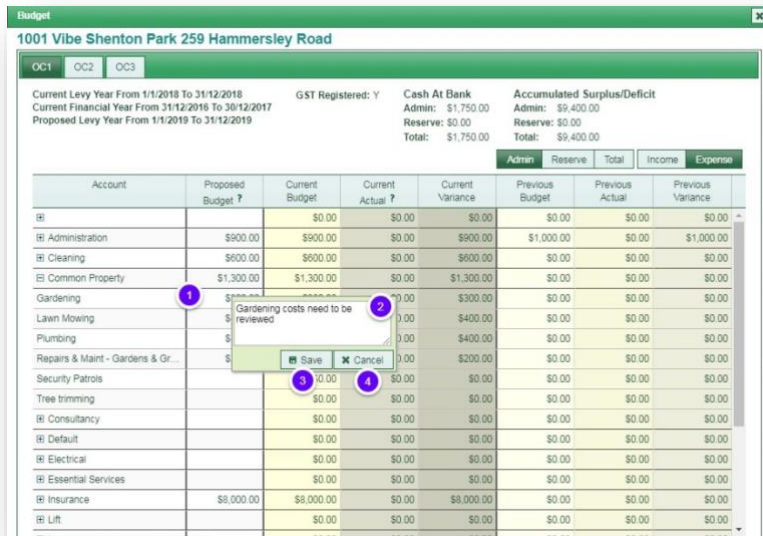 Budget
1001 Vibe Shenton Park 259 Hammersley Road
OC1 OC2 OC3
Current Levy Year From 1/1/2018 To 31/12/2018
Current Financial Year From 31/12/2016 To 30/12/2017
Proposed Levy Year From 1/1/2019 To 31/12/2019
GST Registered: Y
Cash At Bank
Admin: $1,750.00
Reserve: $0.00
Total: $1,750.00
Accumulated Surplus/Deficit
Admin: $9,400.00
Reserve: $0.00
Total: $9,400.00
Admin Reserve Total Income Expense
Account Proposed Budget ? Current Budget Current Actual ? Current Variance Previous Budget Previous Actual Previous Variance
$0.00 $0.00 $0.00 $0.00 $0.00 $0.00
Administration $900.00 $900.00 $0.00 $900.00 $1,000.00 $0.00 $1,000.00
Cleaning $600.00 $600.00 $0.00 $600.00 $0.00 $0.00 $0.00
Common Property $1,300.00 $1,300.00 $0.00 $1,300.00 $0.00 $0.00 $0.00
Gardening $300.00 $0.00 $0.00 $0.00
1
Gardening costs need to be
reviewed
2
Lawn Mowing $400.00 $0.00 $0.00 $0.00
Plumbing $400.00 $0.00 $0.00 $0.00
Repairs & Maint - Gardens & Gr... $200.00 $0.00 $0.00 $0.00
Save Cancel
3 4
Security Patrols $0.00 $0.00 $0.00 $0.00 $0.00
Tree trimming $0.00 $0.00 $0.00 $0.00 $0.00 $0.00
Consultancy $0.00 $0.00 $0.00 $0.00 $0.00 $0.00
Default $0.00 $0.00 $0.00 $0.00 $0.00 $0.00
Electrical $0.00 $0.00 $0.00 $0.00 $0.00 $0.00
Essential Services $0.00 $0.00 $0.00 $0.00 $0.00 $0.00
Insurance $8,000.00 $8,000.00 $0.00 $8,000.00 $0.00 $0.00 $0.00
Lift $0.00 $0.00 $0.00 $0.00 $0.00 $0.00